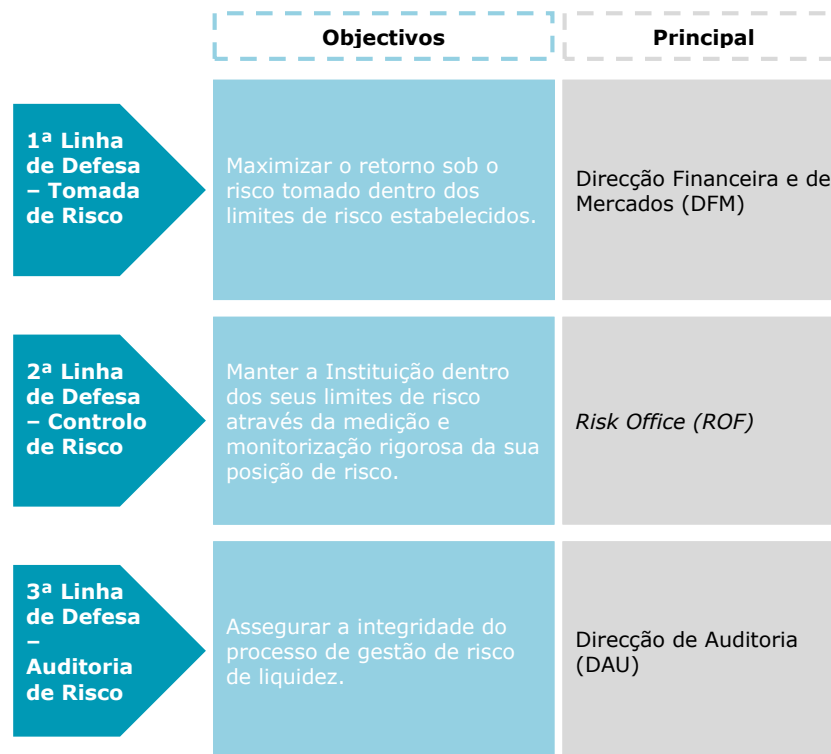 Objectivos
Principal
1ª Linha
de Defesa
– Tomada
de Risco
Maximizar o retorno sob o
risco tomado dentro dos
limites de risco estabelecidos.
Direcção Financeira e de
Mercados (DFM)
2ª Linha
de Defesa
– Controlo
de Risco
Manter a Instituição dentro
dos seus limites de risco
através da medição e
monitorização rigorosa da sua
posição de risco.
Risk Office (ROF)
3ª Linha
de Defesa
–
Auditoria
de Risco
Assegurar a integridade do
processo de gestão de risco
de liquidez.
Direcção de Auditoria
(DAU)